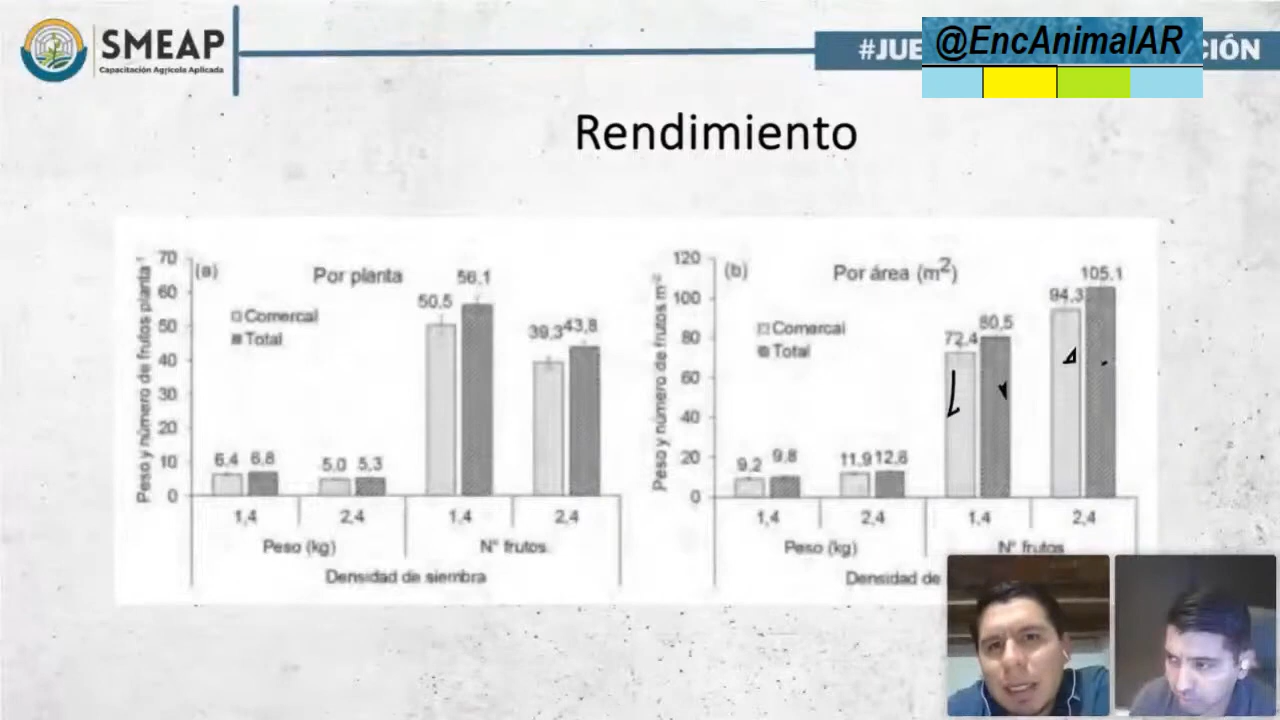 SMEAP
Capacitación Agrícola Aplicada
#JUE
@EncAnimalAR
CIÓN
Rendimiento
(a)
Por planta
Comercal
Total
Peso y número de frutos planta⁻¹
70
60
50
40
30
20
10
0
6.4 6.8 5.0 5.3 50,5 56.1 39,3 43,8
1,4 2,4 1,4 2,4
Peso (kg) N° frutos
Densidad de siembra
(b)
Por área (m²)
Comercal
Total
Peso y número de frutos m⁻²
120
100
80
60
40
20
0
9.2 9.8 11.9 12.8 72.4 80,5 94,3 105.1
1,4 2,4 1,4 2,4
Peso (kg) N° frutos
Densidad de